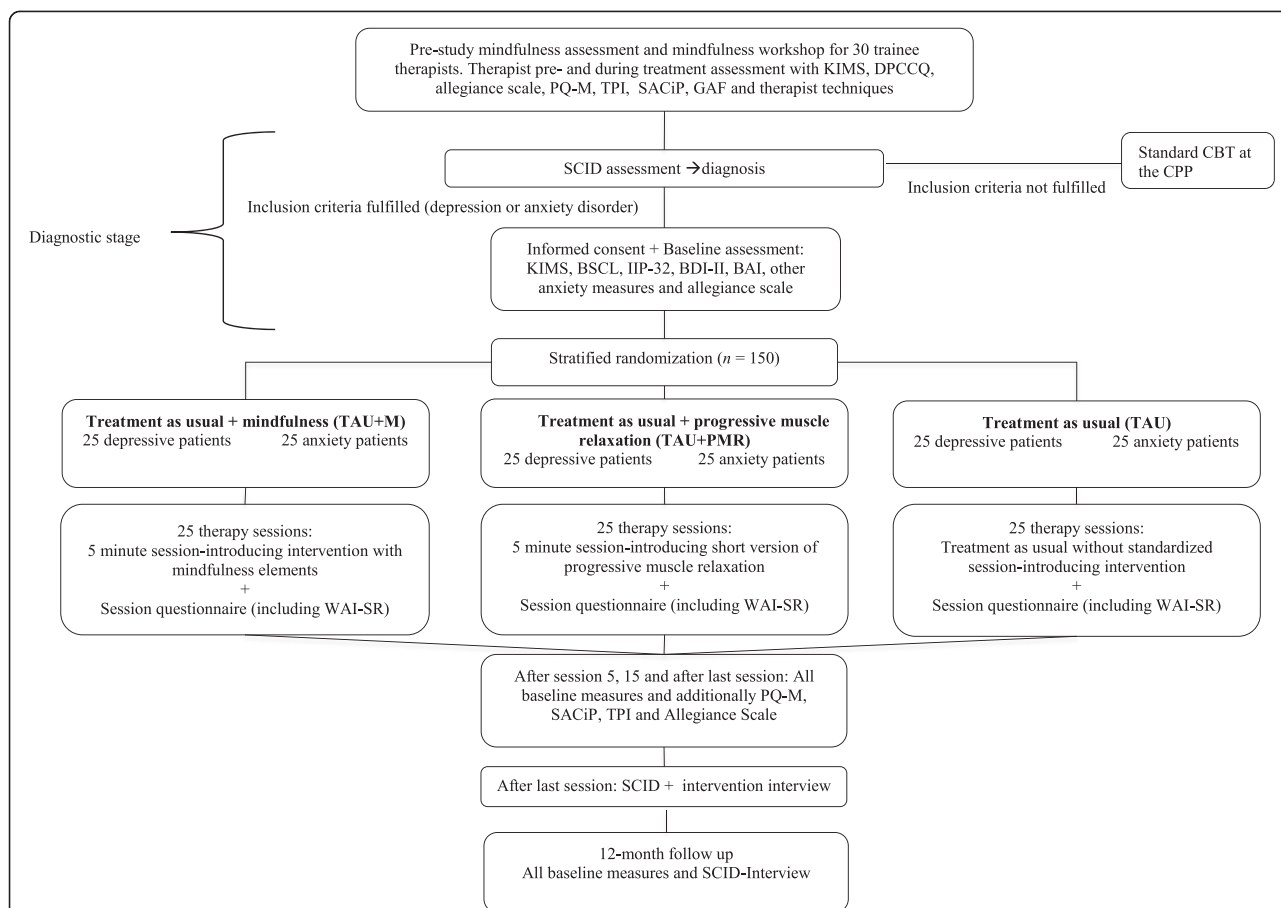 Pre-study mindfulness assessment and mindfulness workshop for 30 trainee
therapists. Therapist pre- and during treatment assessment with KIMS, DPCCQ,
allegiance scale, PQ-M, TPI, SACiP, GAF and therapist techniques
SCID assessment →diagnosis
Standard CBT at
the CPP
Inclusion criteria not fulfilled
Inclusion criteria fulfilled (depression or anxiety disorder)
Diagnostic stage
Informed consent + Baseline assessment:
KIMS, BSCL, IIP-32, BDI-II, BAI, other
anxiety measures and allegiance scale
Stratified randomization (n = 150)
Treatment as usual + mindfulness (TAU+M)
25 depressive patients 25 anxiety patients
Treatment as usual + progressive muscle
relaxation (TAU+PMR)
25 depressive patients 25 anxiety patients
Treatment as usual (TAU)
25 depressive patients 25 anxiety patients
25 therapy sessions:
5 minute session-introducing intervention with
mindfulness elements
+
Session questionnaire (including WAI-SR)
25 therapy sessions:
5 minute session-introducing short version of
progressive muscle relaxation
+
Session questionnaire (including WAI-SR)
25 therapy sessions:
Treatment as usual without standardized
session-introducing intervention
+
Session questionnaire (including WAI-SR)
After session 5, 15 and after last session: All
baseline measures and additionally PQ-M,
SACiP, TPI and Allegiance Scale
After last session: SCID + intervention interview
12-month follow up
All baseline measures and SCID-Interview